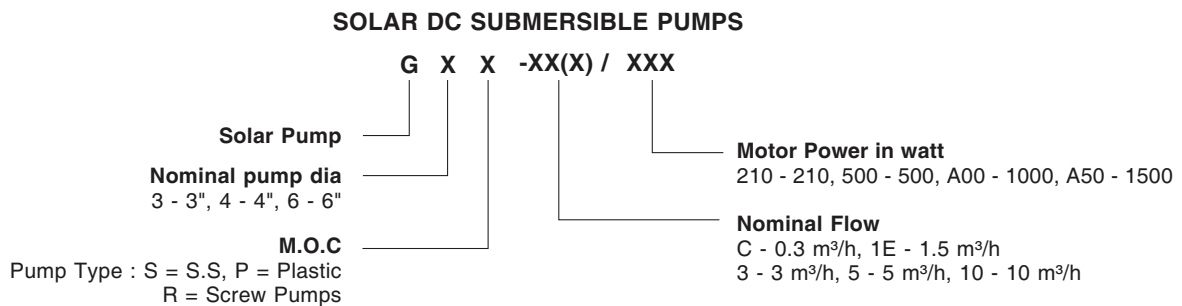 SOLAR DC SUBMERSIBLE PUMPS
G X X -XX(X) / XXX
Solar Pump
Nominal pump dia
3 - 3", 4 - 4", 6 - 6"
M.O.C
Pump Type : S = S.S, P = Plastic
R = Screw Pumps
Motor Power in watt
210 - 210, 500 - 500, A00 - 1000, A50 - 1500
Nominal Flow
C - 0.3 m³/h, 1E - 1.5 m³/h
3 - 3 m³/h, 5 - 5 m³/h, 10 - 10 m³/h